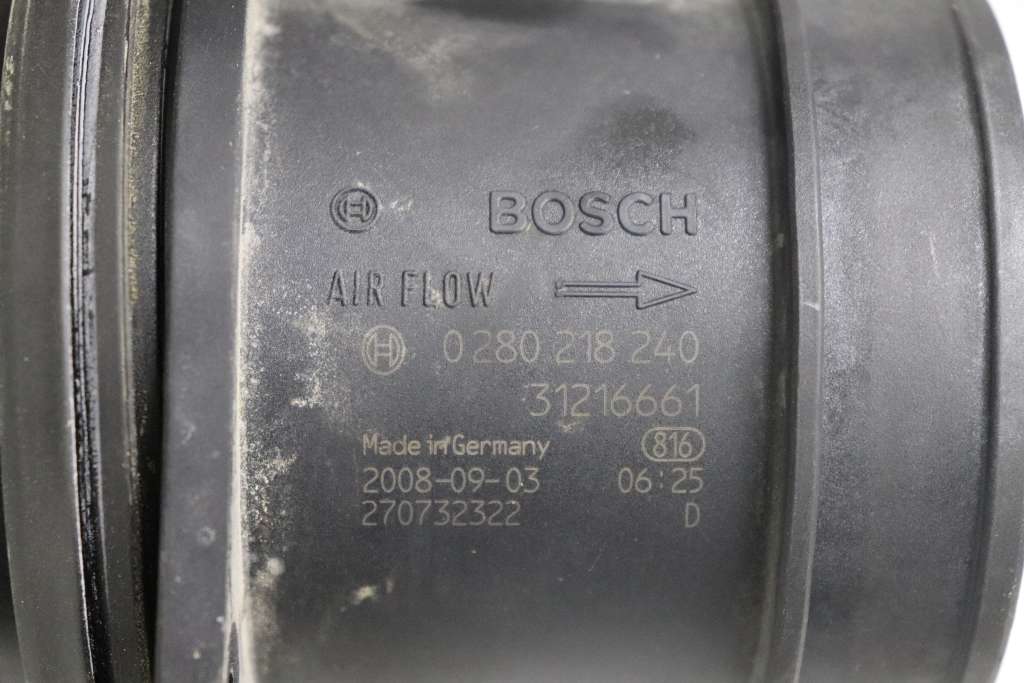 BOSCH
AIR FLOW
0 280 218 240
31216661
Made in Germany 816
2008-09-03 06:25
270732322 D